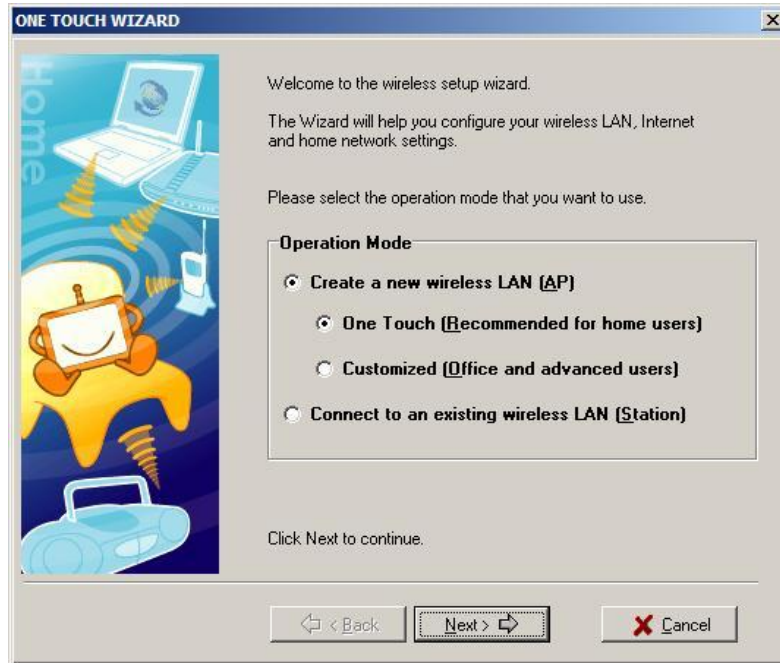 ONE TOUCH WIZARD
Home
Welcome to the wireless setup wizard.
The Wizard will help you configure your wireless LAN, Internet
and home network settings.
Please select the operation mode that you want to use.
Operation Mode
Create a new wireless LAN (AP)
One Touch (Recommended for home users)
Customized (Office and advanced users)
Connect to an existing wireless LAN (Station)
Click Next to continue.
< Back
Next >
Cancel